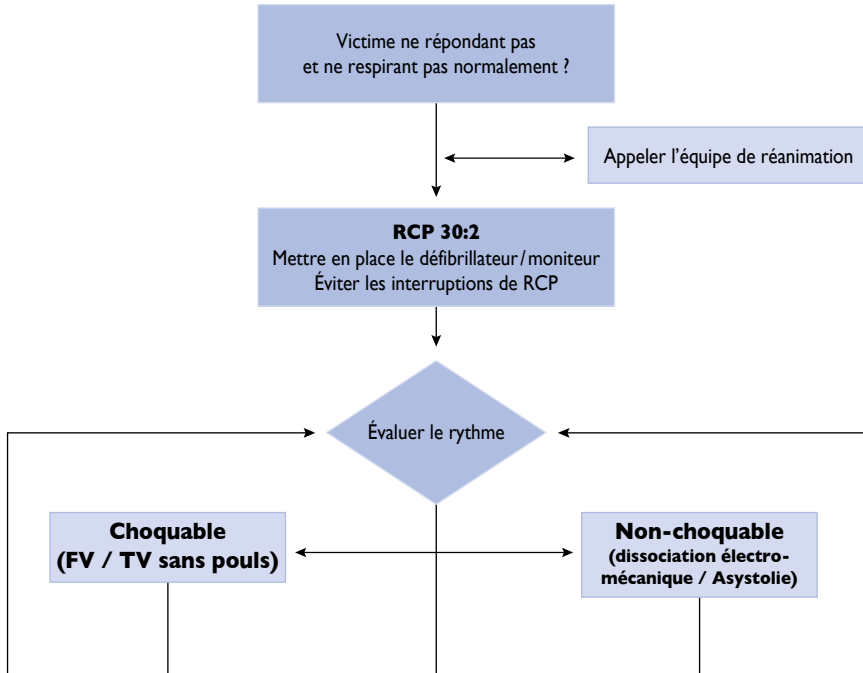 Victime ne répondant pas
et ne respirant pas normalement ?
Appeler l’équipe de réanimation
RCP 30:2
Mettre en place le défibrillateur/moniteur
Éviter les interruptions de RCP
Évaluer le rythme
Choquable
(FV / TV sans pouls)
Non-choquable
(dissociation électro-
mécanique / Asystolie)